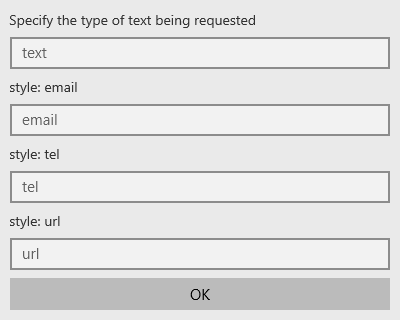 Specify the type of text being requested
text
style: email
email
style: tel
tel
style: url
url
OK